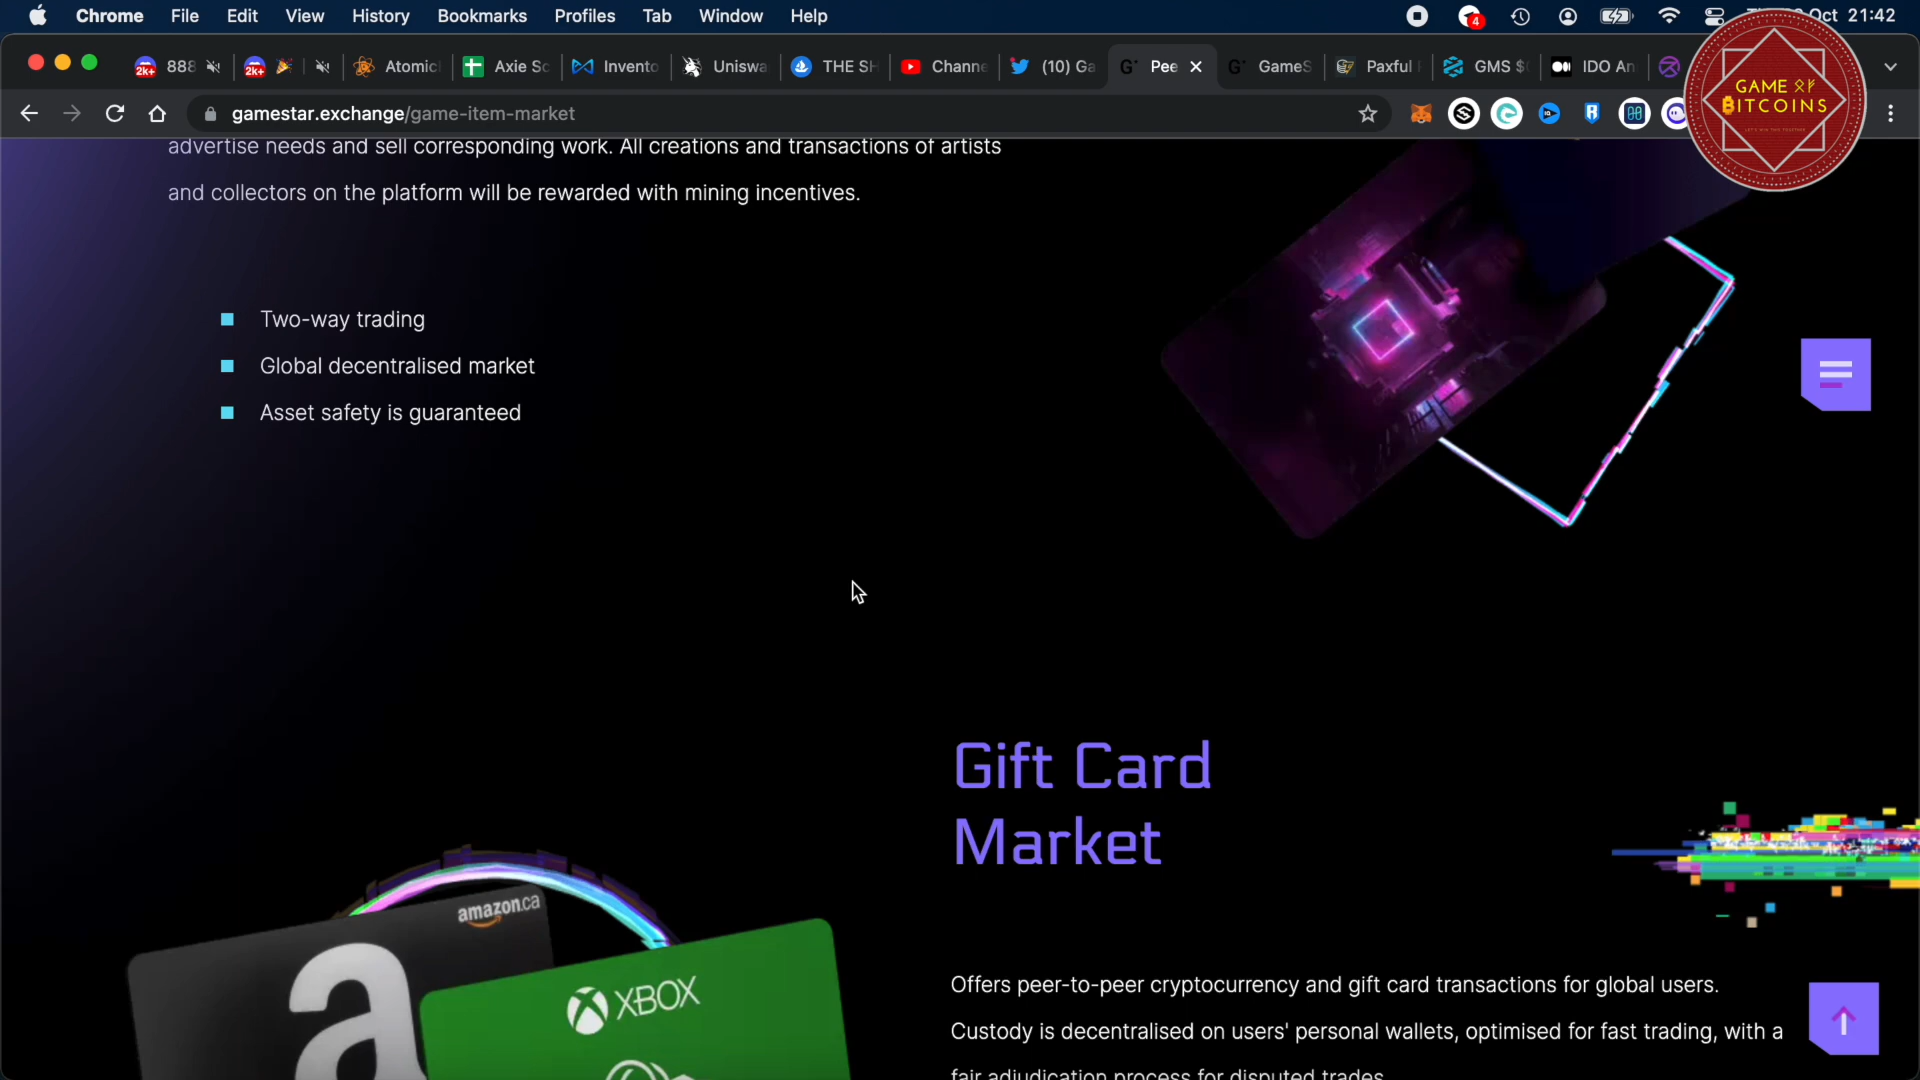 Chrome File Edit View History Bookmarks Profiles Tab Window Help
4
Oct 21:42
2k+ 888 2k+ Atomic Axie Sc Invento Uniswa THE SH Channe (10) Ga Pee GameS Paxful GMS $ IDO An
gamestar.exchange/game-item-market
GAME OF
BITCOINS
advertise needs and sell corresponding work. All creations and transactions of artists
and collectors on the platform will be rewarded with mining incentives.
Two-way trading
Global decentralised market
Asset safety is guaranteed
Gift Card
Market
amazon.ca
a
XBOX
Offers peer-to-peer cryptocurrency and gift card transactions for global users.
Custody is decentralised on users' personal wallets, optimised for fast trading, with a
fair adjudication process for disputed trades.